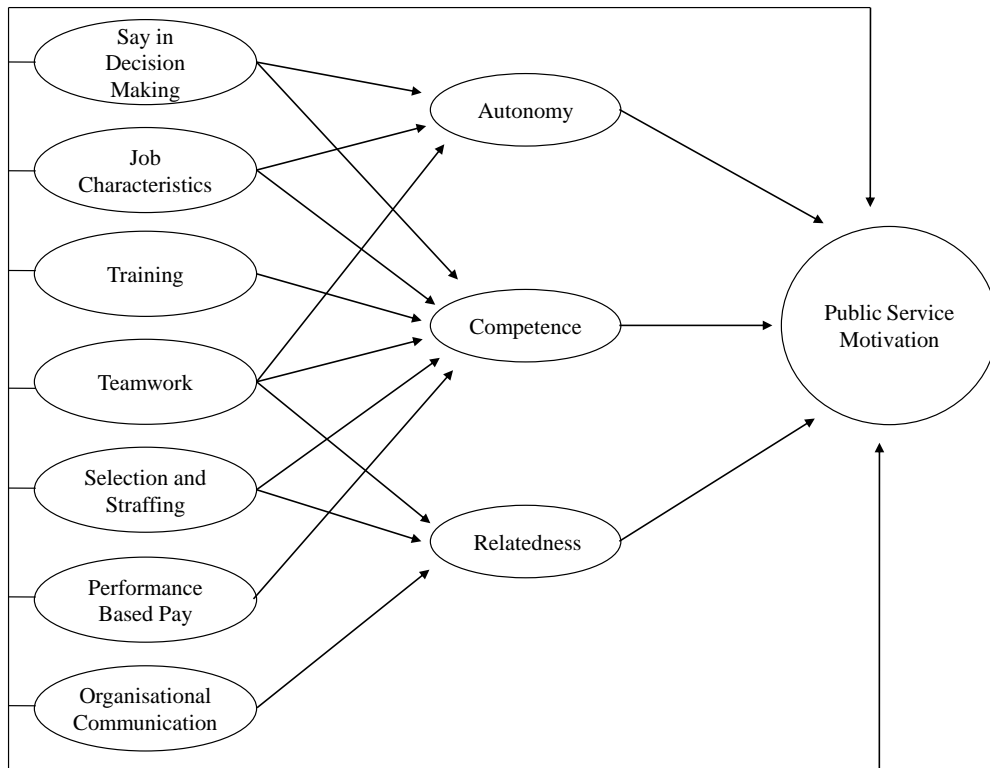 Say in
Decision
Making
Job
Characteristics
Training
Teamwork
Selection and
Straffing
Performance
Based Pay
Organisational
Communication
Autonomy
Competence
Relatedness
Public Service
Motivation